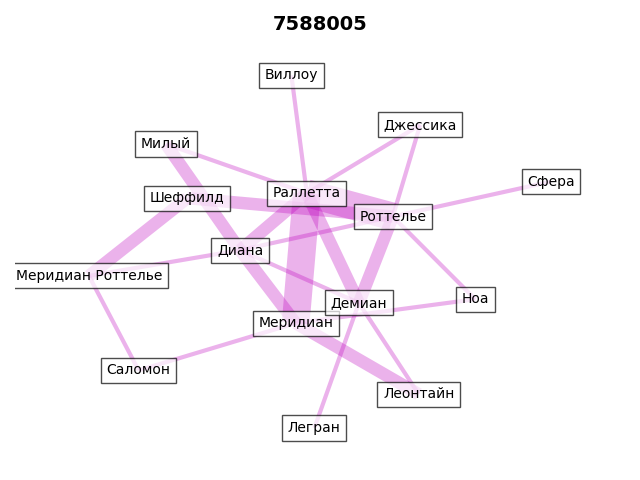 7588005
Виллоу
Джессика
Милый
Сфера
Раллетта
Шеффилд
Роттелье
Диана
Меридиан Роттелье
Ноа
Демиан
Меридиан
Саломон
Леонтайн
Легран